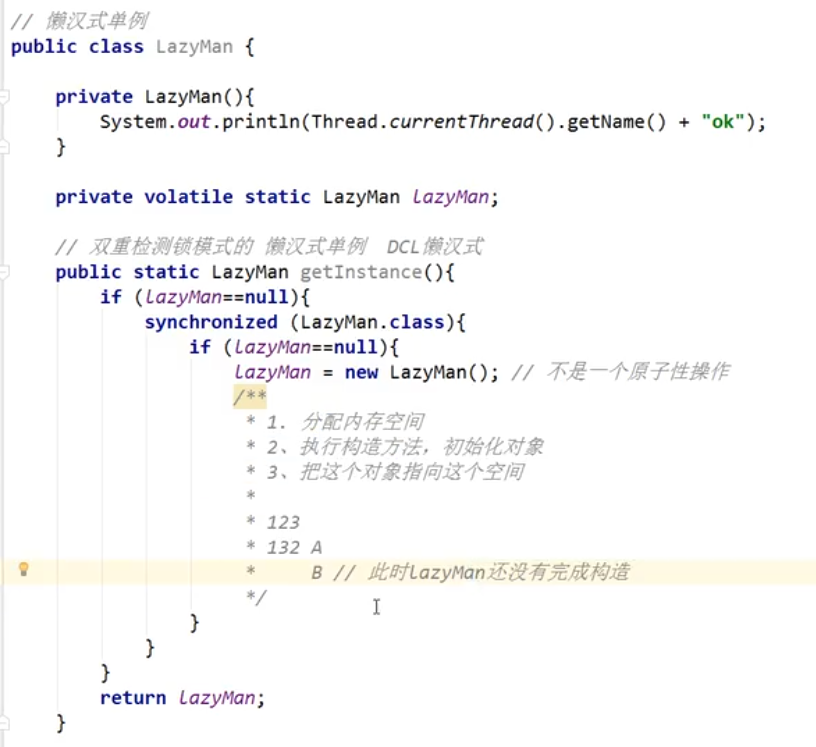 // 懒汉式单例
public class LazyMan {
private LazyMan(){
System.out.println(Thread.currentThread().getName() + "ok");
}
private volatile static LazyMan lazyMan;
// 双重检测锁模式的 懒汉式单例  DCL懒汉式
public static LazyMan getInstance(){
if (lazyMan==null){
synchronized (LazyMan.class){
if (lazyMan==null){
lazyMan = new LazyMan(); // 不是一个原子性操作
/**
* 1. 分配内存空间
* 2、执行构造方法，初始化对象
* 3、把这个对象指向这个空间
*
* 123
* 132 A
*     B // 此时lazyMan还没有完成构造
*/
}
}
}
return lazyMan;
}